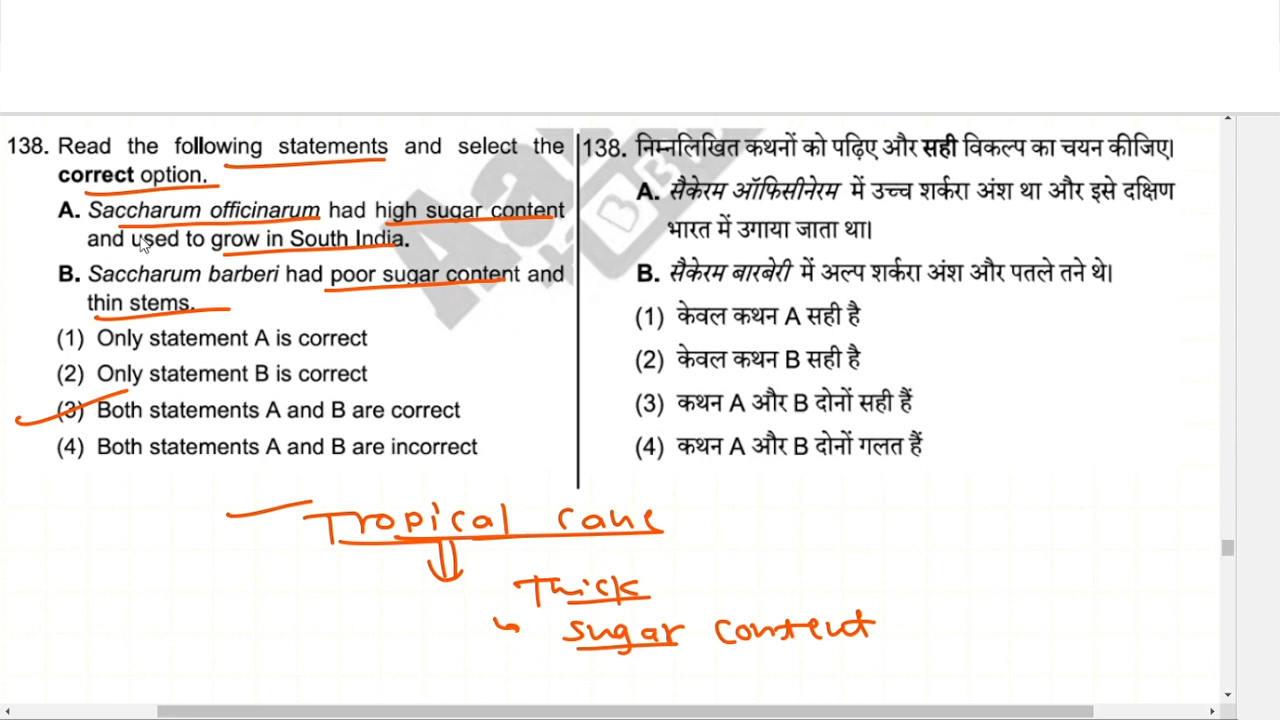 138. Read the following statements and select the
correct option.
A. Saccharum officinarum had high sugar content
and used to grow in South India.
B. Saccharum barberi had poor sugar content and
thin stems.
(1) Only statement A is correct
(2) Only statement B is correct
(3) Both statements A and B are correct
(4) Both statements A and B are incorrect
138. निम्नलिखित कथनों को पढ़िए और सही विकल्प का चयन कीजिए।
A. सैकेरम ऑफिसीनेरम में उच्च शर्करा अंश था और इसे दक्षिण
भारत में उगाया जाता था।
B. सैकेरम बारबेरी में अल्प शर्करा अंश और पतले तने थे।
(1) केवल कथन A सही है
(2) केवल कथन B सही है
(3) कथन A और B दोनों सही हैं
(4) कथन A और B दोनों गलत हैं
Tropical cane
Thick
sugar content